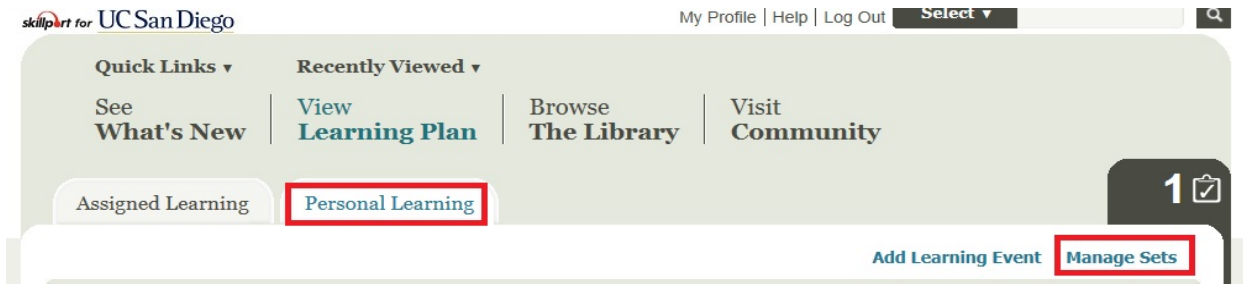 skillport for UC San Diego
My Profile | Help | Log Out Select ▾
Quick Links ▾ Recently Viewed ▾
See View Browse Visit
What's New Learning Plan The Library Community
Assigned Learning Personal Learning 1
Add Learning Event Manage Sets